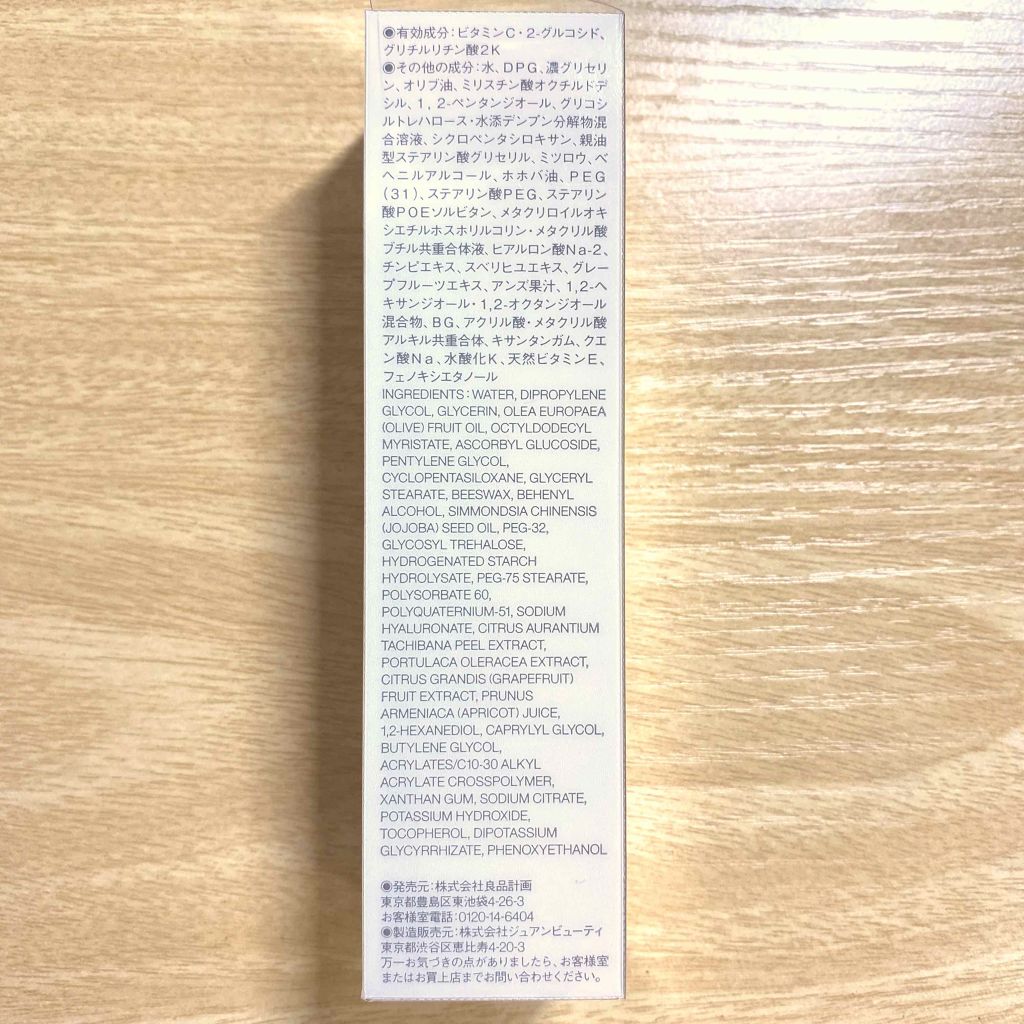 ◉有効成分：ビタミンC・2-グルコシド、
グリチルリチン酸2K
◉その他の成分：水、DPG、濃グリセリ
ン、オリブ油、ミリスチン酸オクチルドデ
シル、1，2-ペンタンジオール、グリコシ
ルトレハロース・水添デンプン分解物混
合溶液、シクロペンタシロキサン、親油
型ステアリン酸グリセリル、ミツロウ、ベ
ヘニルアルコール、ホホバ油、PEG
（31）、ステアリン酸PEG、ステアリン
酸POEソルビタン、メタクリロイルオキ
シエチルホスホリルコリン・メタクリル酸
ブチル共重合体液、ヒアルロン酸Na-2、
チンピエキス、スベリヒユエキス、グレー
プフルーツエキス、アンズ果汁、1,2-ヘ
キサンジオール・1,2-オクタンジオール
混合物、BG、アクリル酸・メタクリル酸
アルキル共重合体、キサンタンガム、クエ
ン酸Na、水酸化K、天然ビタミンE、
フェノキシエタノール
INGREDIENTS：WATER, DIPROPYLENE
GLYCOL, GLYCERIN, OLEA EUROPAEA
(OLIVE) FRUIT OIL, OCTYLDODECYL
MYRISTATE, ASCORBYL GLUCOSIDE,
PENTYLENE GLYCOL,
CYCLOPENTASILOXANE, GLYCERYL
STEARATE, BEESWAX, BEHENYL
ALCOHOL, SIMMONDSIA CHINENSIS
(JOJOBA) SEED OIL, PEG-32,
GLYCOSYL TREHALOSE,
HYDROGENATED STARCH
HYDROLYSATE, PEG-75 STEARATE,
POLYSORBATE 60,
POLYQUATERNIUM-51, SODIUM
HYALURONATE, CITRUS AURANTIUM
TACHIBANA PEEL EXTRACT,
PORTULACA OLERACEA EXTRACT,
CITRUS GRANDIS (GRAPEFRUIT)
FRUIT EXTRACT, PRUNUS
ARMENIACA (APRICOT) JUICE,
1,2-HEXANEDIOL, CAPRYLYL GLYCOL,
BUTYLENE GLYCOL,
ACRYLATES/C10-30 ALKYL
ACRYLATE CROSSPOLYMER,
XANTHAN GUM, SODIUM CITRATE,
POTASSIUM HYDROXIDE,
TOCOPHEROL, DIPOTASSIUM
GLYCYRRHIZATE, PHENOXYETHANOL
◉発売元：株式会社良品計画
東京都豊島区東池袋4-26-3
お客様室電話：0120-14-6404
◉製造販売元：株式会社ジュアンビューティ
東京都渋谷区恵比寿4-20-3
万一お気づきの点がありましたら、お客様室
またはお買上店までお問い合わせください。